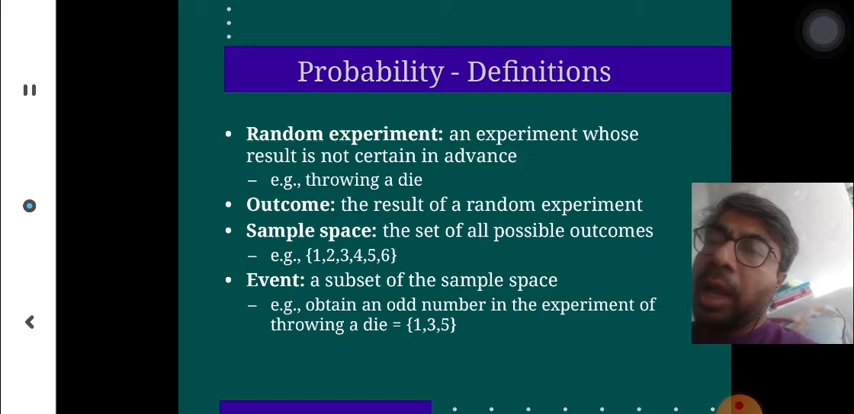 Probability - Definitions
• Random experiment: an experiment whose
result is not certain in advance
– e.g., throwing a die
• Outcome: the result of a random experiment
• Sample space: the set of all possible outcomes
– e.g., {1,2,3,4,5,6}
• Event: a subset of the sample space
– e.g., obtain an odd number in the experiment of
throwing a die = {1,3,5}